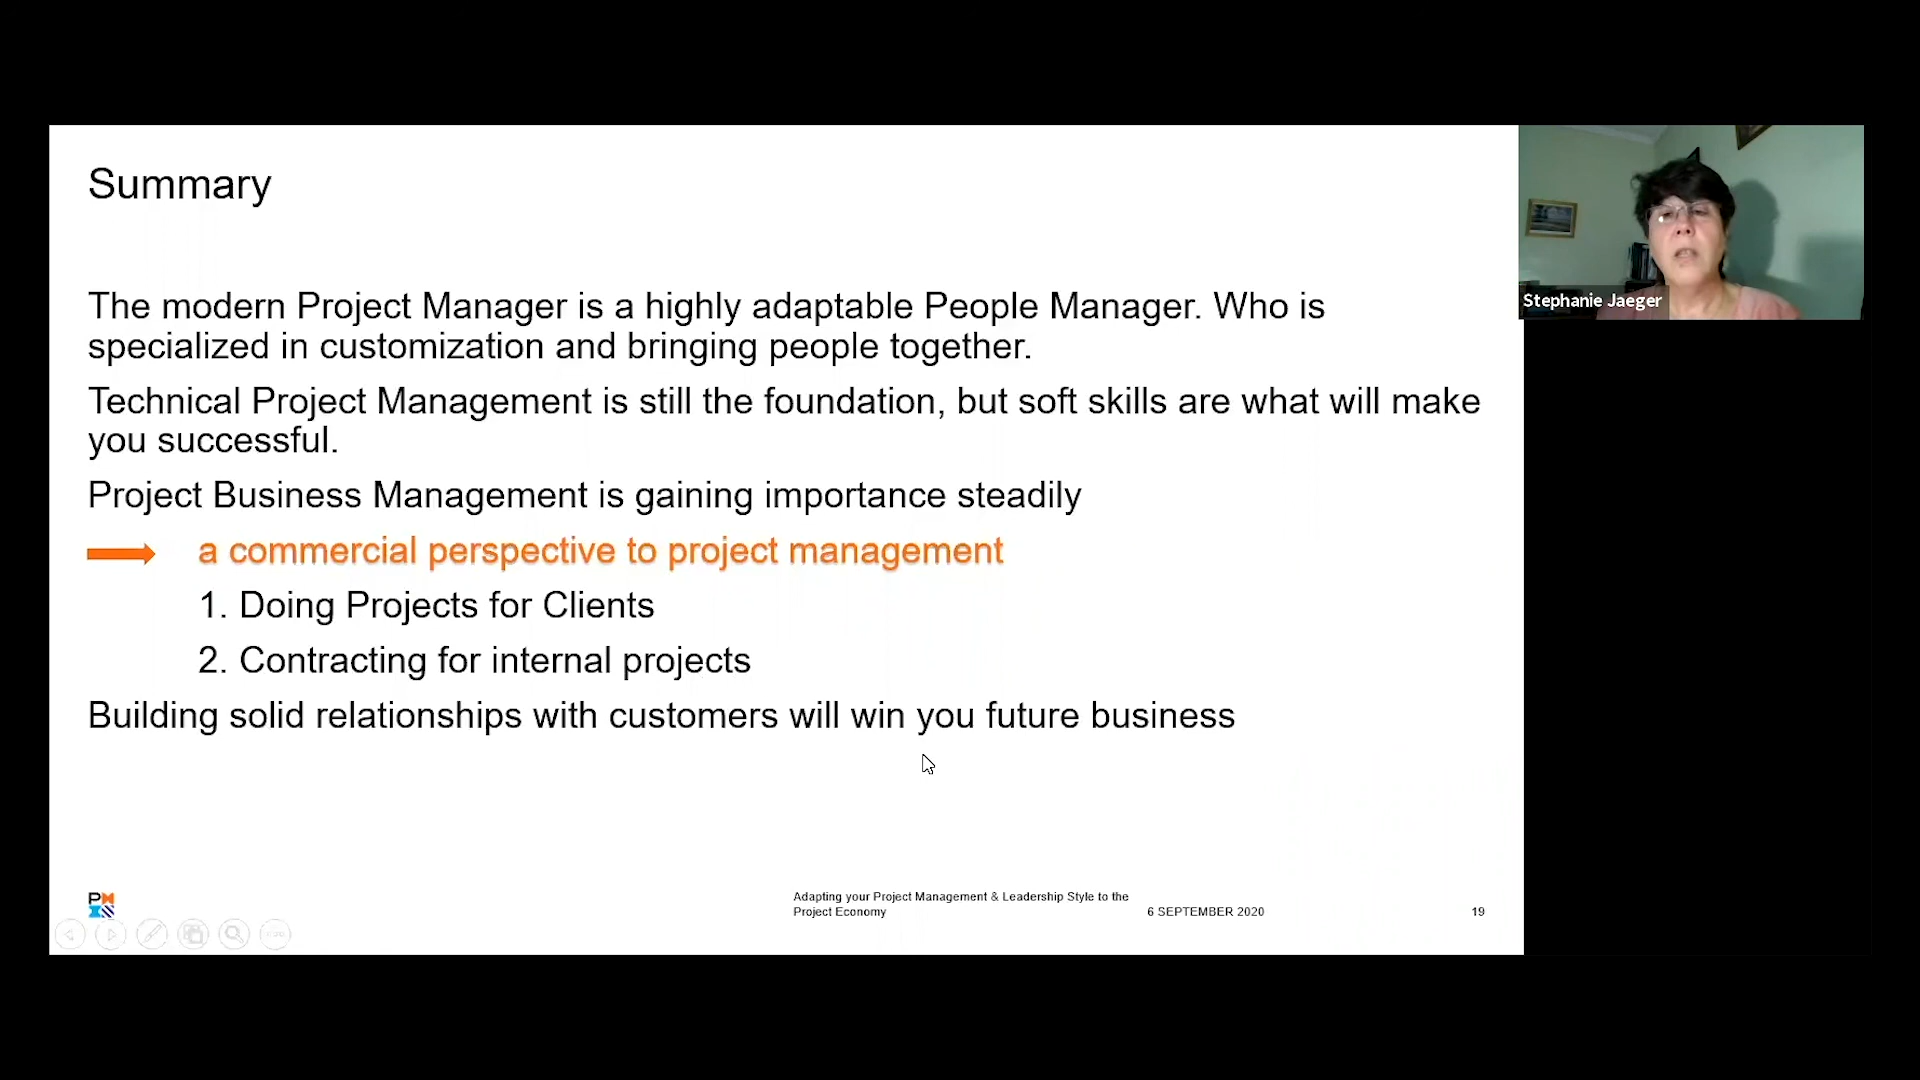 Summary
The modern Project Manager is a highly adaptable People Manager. Who is
specialized in customization and bringing people together.
Technical Project Management is still the foundation, but soft skills are what will make
you successful.
Project Business Management is gaining importance steadily
a commercial perspective to project management
1. Doing Projects for Clients
2. Contracting for internal projects
Building solid relationships with customers will win you future business
Adapting your Project Management & Leadership Style to the
Project Economy
6 SEPTEMBER 2020
19
Stephanie Jaeger